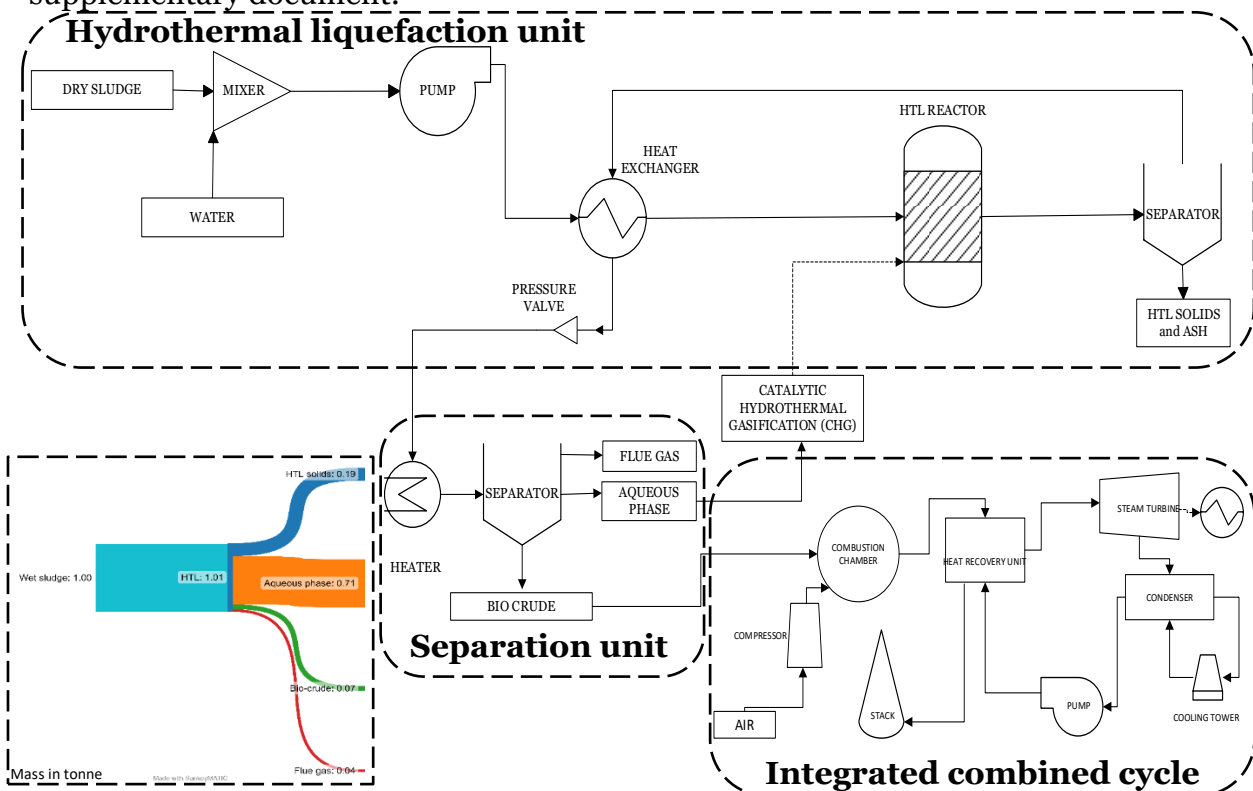 supplementary document.
Hydrothermal liquefaction unit
DRY SLUDGE
MIXER
PUMP
WATER
HEAT
EXCHANGER
HTL REACTOR
SEPARATOR
HTL SOLIDS
and ASH
PRESSURE
VALVE
CATALYTIC
HYDROTHERMAL
GASIFICATION (CHG)
HEATER
SEPARATOR
FLUE GAS
AQUEOUS
PHASE
BIO CRUDE
Separation unit
Wet sludge: 1.00
HTL: 1.01
HTL solids: 0.19
Aqueous phase: 0.71
Bio-crude: 0.07
Flue gas: 0.04
Mass in tonne
Made with SankeyMATIC
COMBUSTION
CHAMBER
COMPRESSOR
AIR
HEAT RECOVERY UNIT
STACK
STEAM TURBINE
CONDENSER
PUMP
COOLING TOWER
Integrated combined cycle